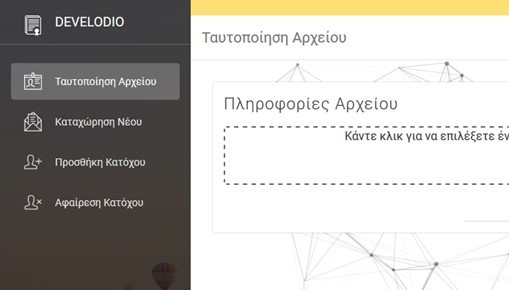 DEVELODIO
Ταυτοποίηση Αρχείου
Καταχώρηση Νέου
Προσθήκη Κατόχου
Αφαίρεση Κατόχου
Ταυτοποίηση Αρχείου
Πληροφορίες Αρχείου
Κάντε κλικ για να επιλέξετε έν